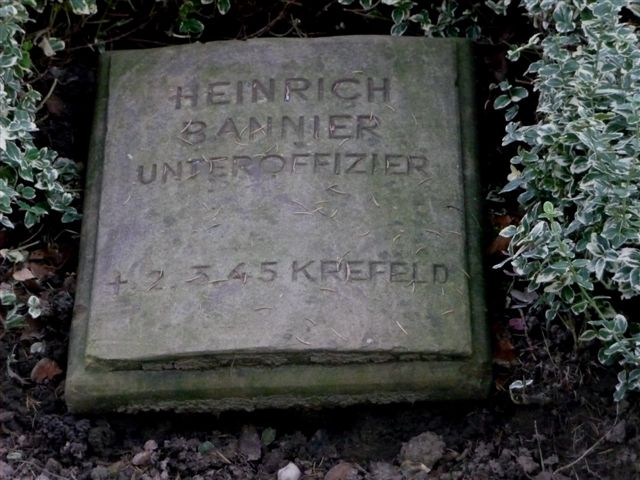 HEINRICH
BANNIER
UNTEROFFIZIER
+ 2.3.45 KREFELD